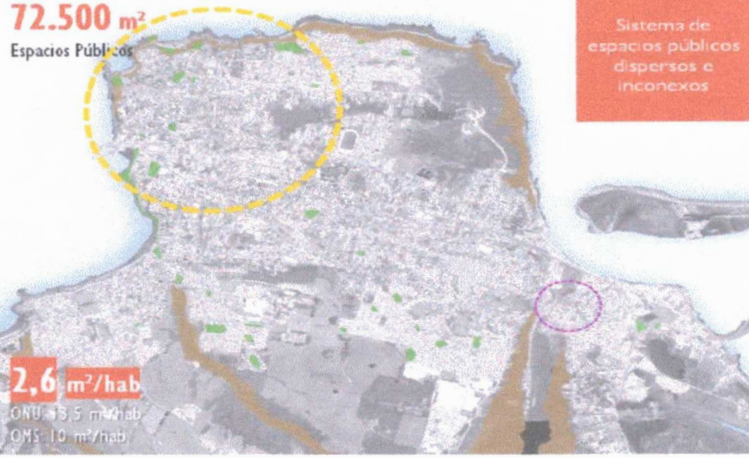 72.500 m²
Espacios Públicos
Sistema de
espacios públicos
dispersos e
inconexos
2,6 m²/hab
ONU: 13,5 m²/hab
OMS: 10 m²/hab